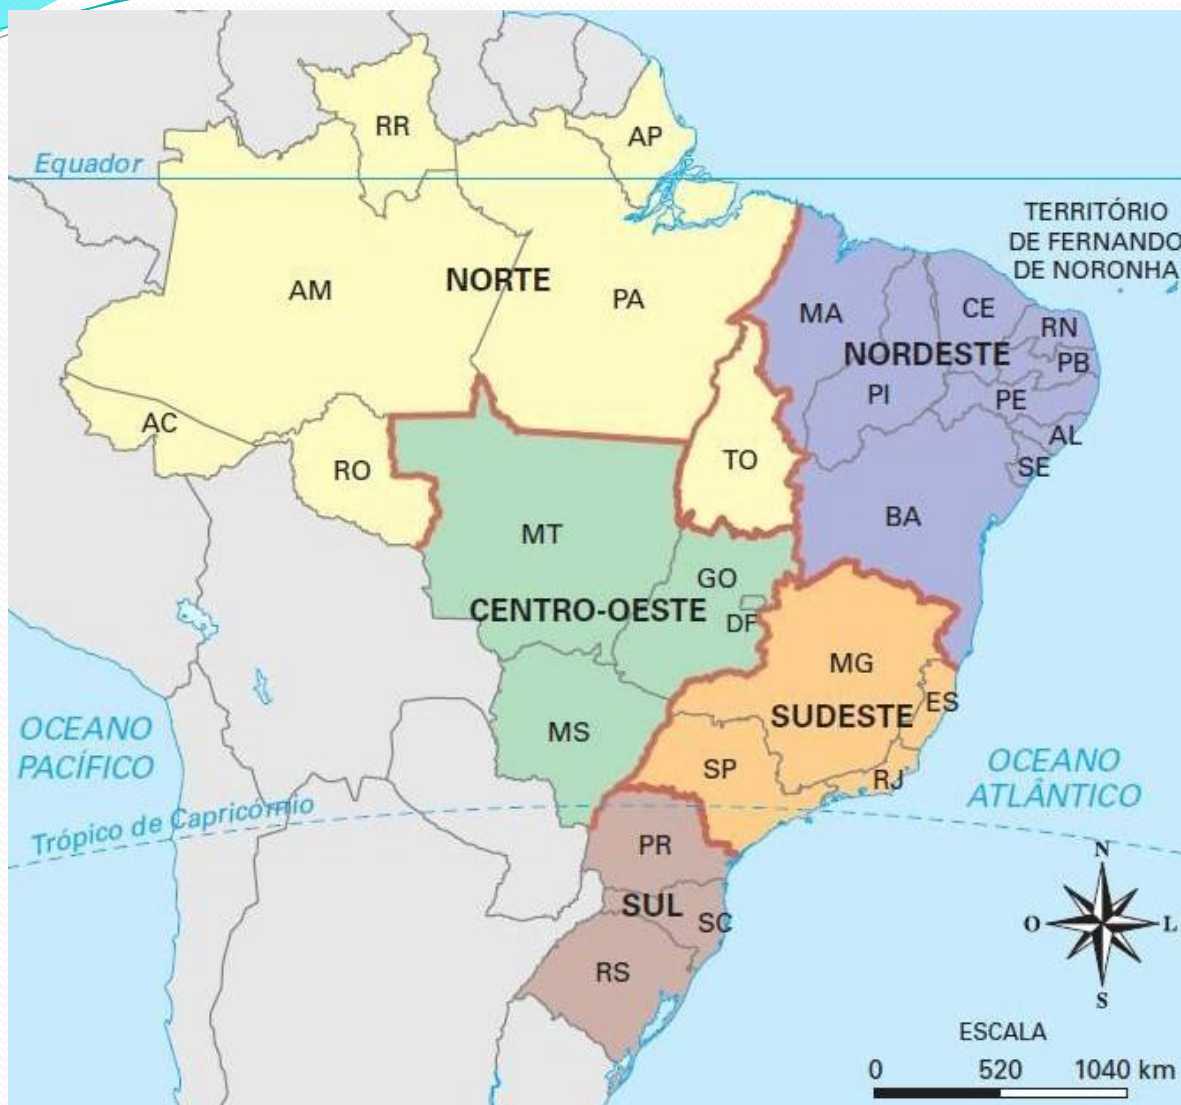 RR
AP
Equador
TERRITÓRIO
DE FERNANDO
DE NORONHA
AM
NORTE
PA
MA
CE
RN
NORDESTE
PB
PI
PE
AC
AL
RO
TO
SE
MT
BA
GO
CENTRO-OESTE
DF
MG
ES
OCEANO
PACÍFICO
MS
SUDESTE
SP
RJ
OCEANO
ATLÂNTICO
Trópico de Capricórnio
PR
SUL
SC
RS
N
O
L
S
ESCALA
0 520 1040 km